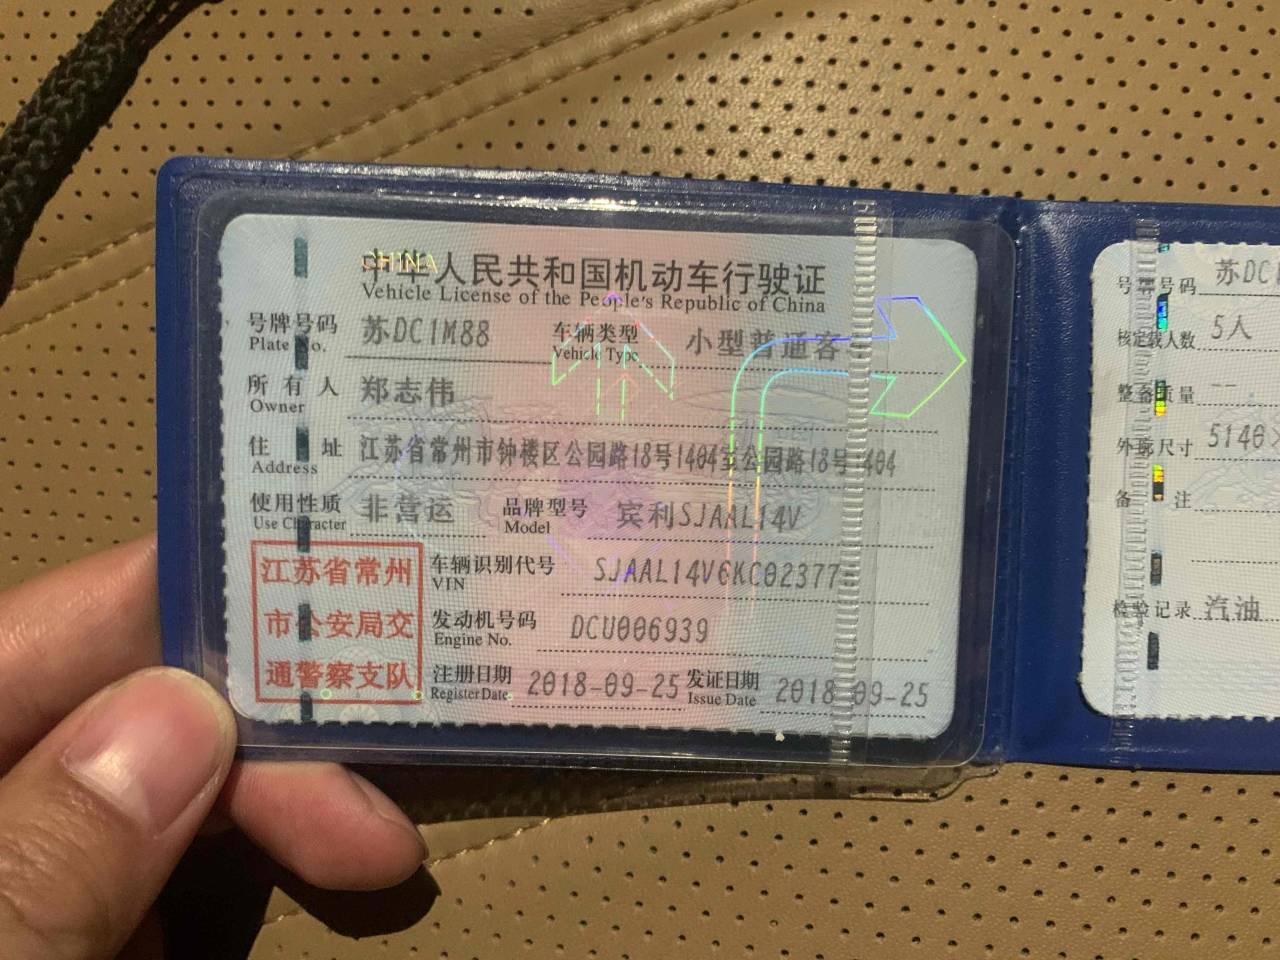 CHINA
中华人民共和国机动车行驶证
Vehicle License of the People's Republic of China
号牌号码 苏DC1M88 车辆类型 小型普通客
Plate No. Vehicle Type
所有人 郑志伟
Owner
住址 江苏省常州市钟楼区公园路18号1404室公园路18号1404
Address
使用性质 非营运 品牌型号 宾利SJAAL14V
Use Character Model
江苏省常州
市公安局交
通警察支队
车辆识别代号 SJAAL14V6KC02377
VIN
发动机号码 DCU006939
Engine No.
注册日期 2018-09-25 发证日期 2018-09-25
Register Date Issue Date
号牌号码 苏DC1
核定载人数 5人
整备质量 --
外廓尺寸 5140
备注
检验记录 汽油